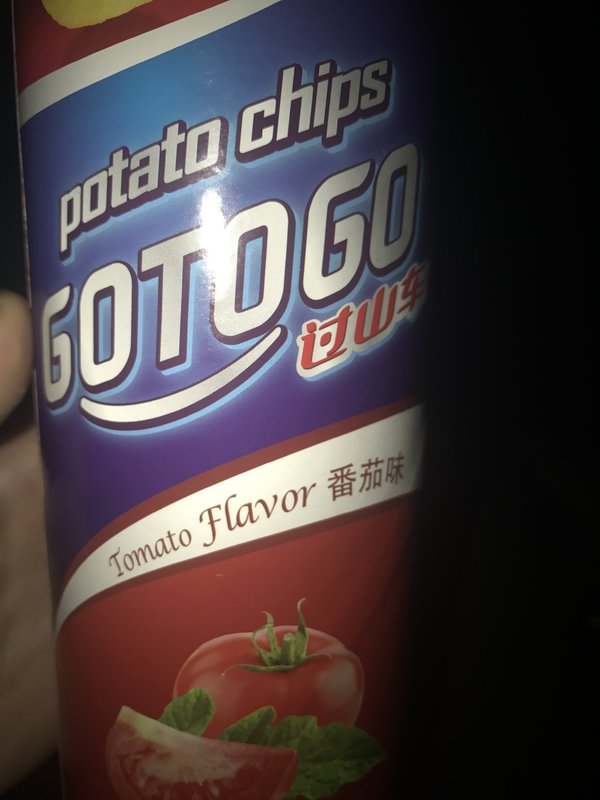 potato chips
GOTOGO
过山车
Tomato Flavor 番茄味